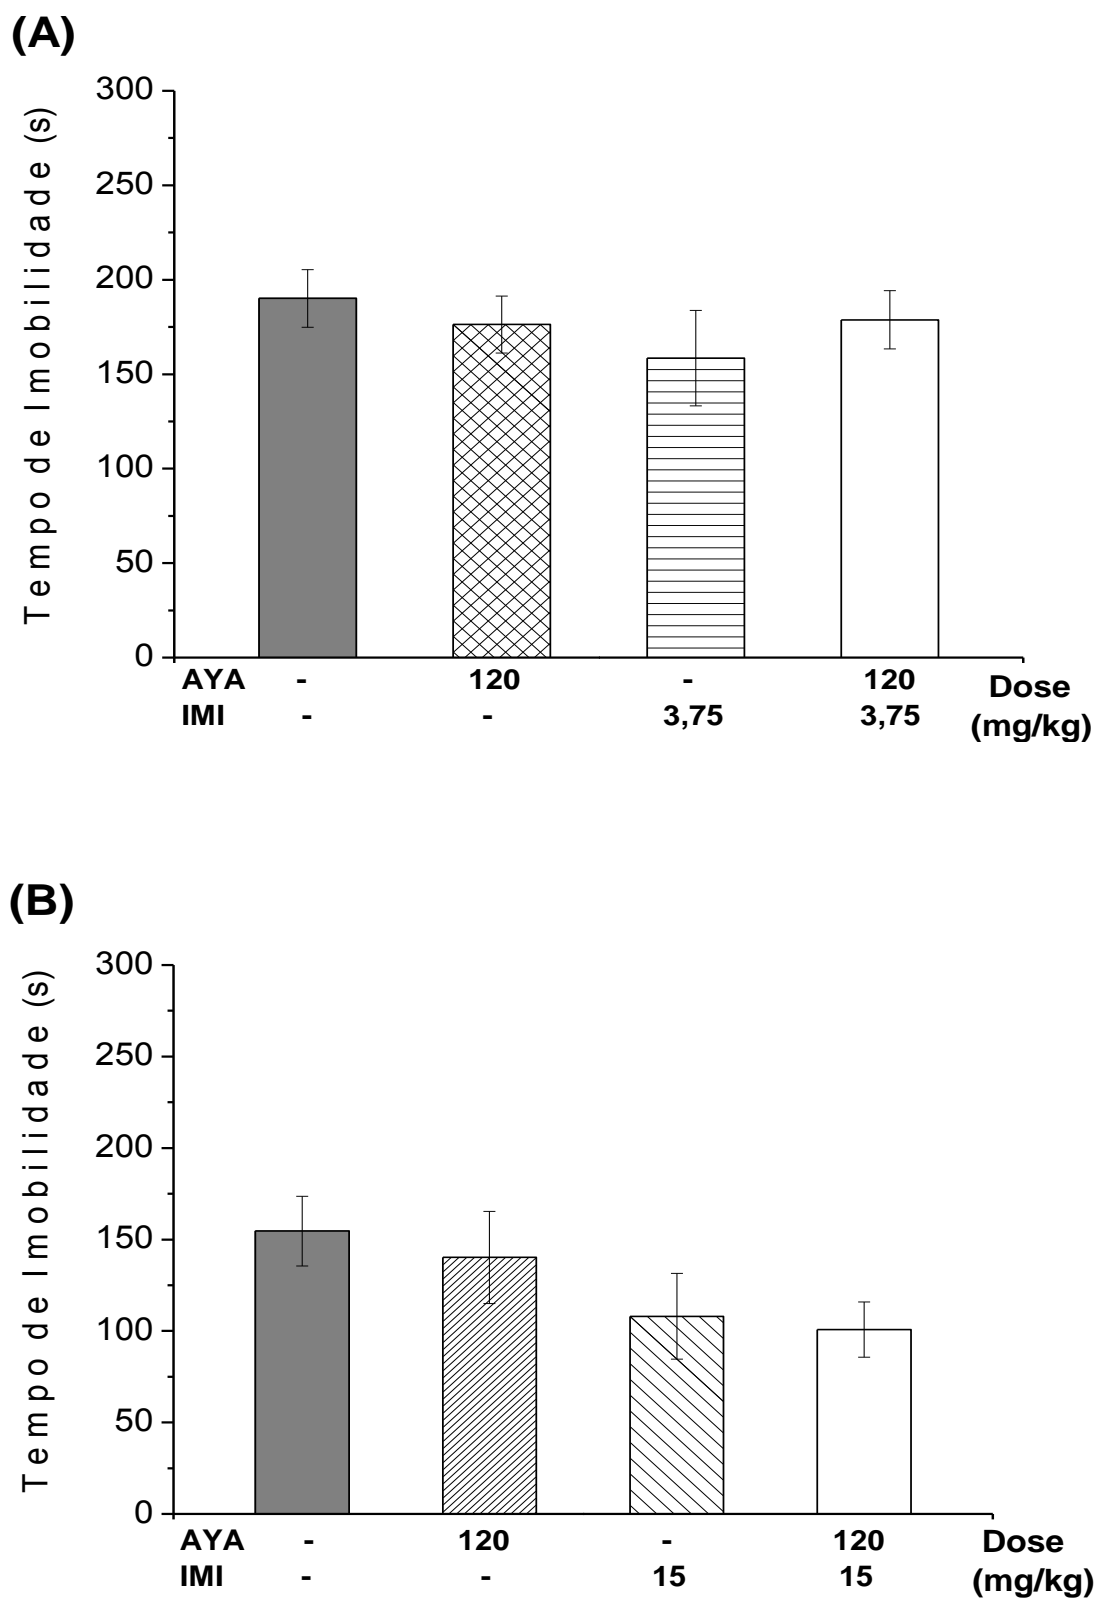 (A)
Tempo de Imobilidade (s)
300
250
200
150
100
50
0
AYA - 120 - 120 Dose
IMI - - 3,75 3,75 (mg/kg)
(B)
Tempo de Imobilidade (s)
300
250
200
150
100
50
0
AYA - 120 - 120 Dose
IMI - - 15 15 (mg/kg)